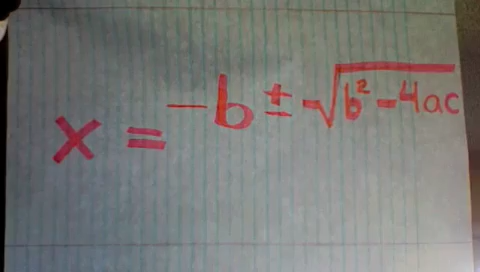 x = -b ± √b² - 4ac